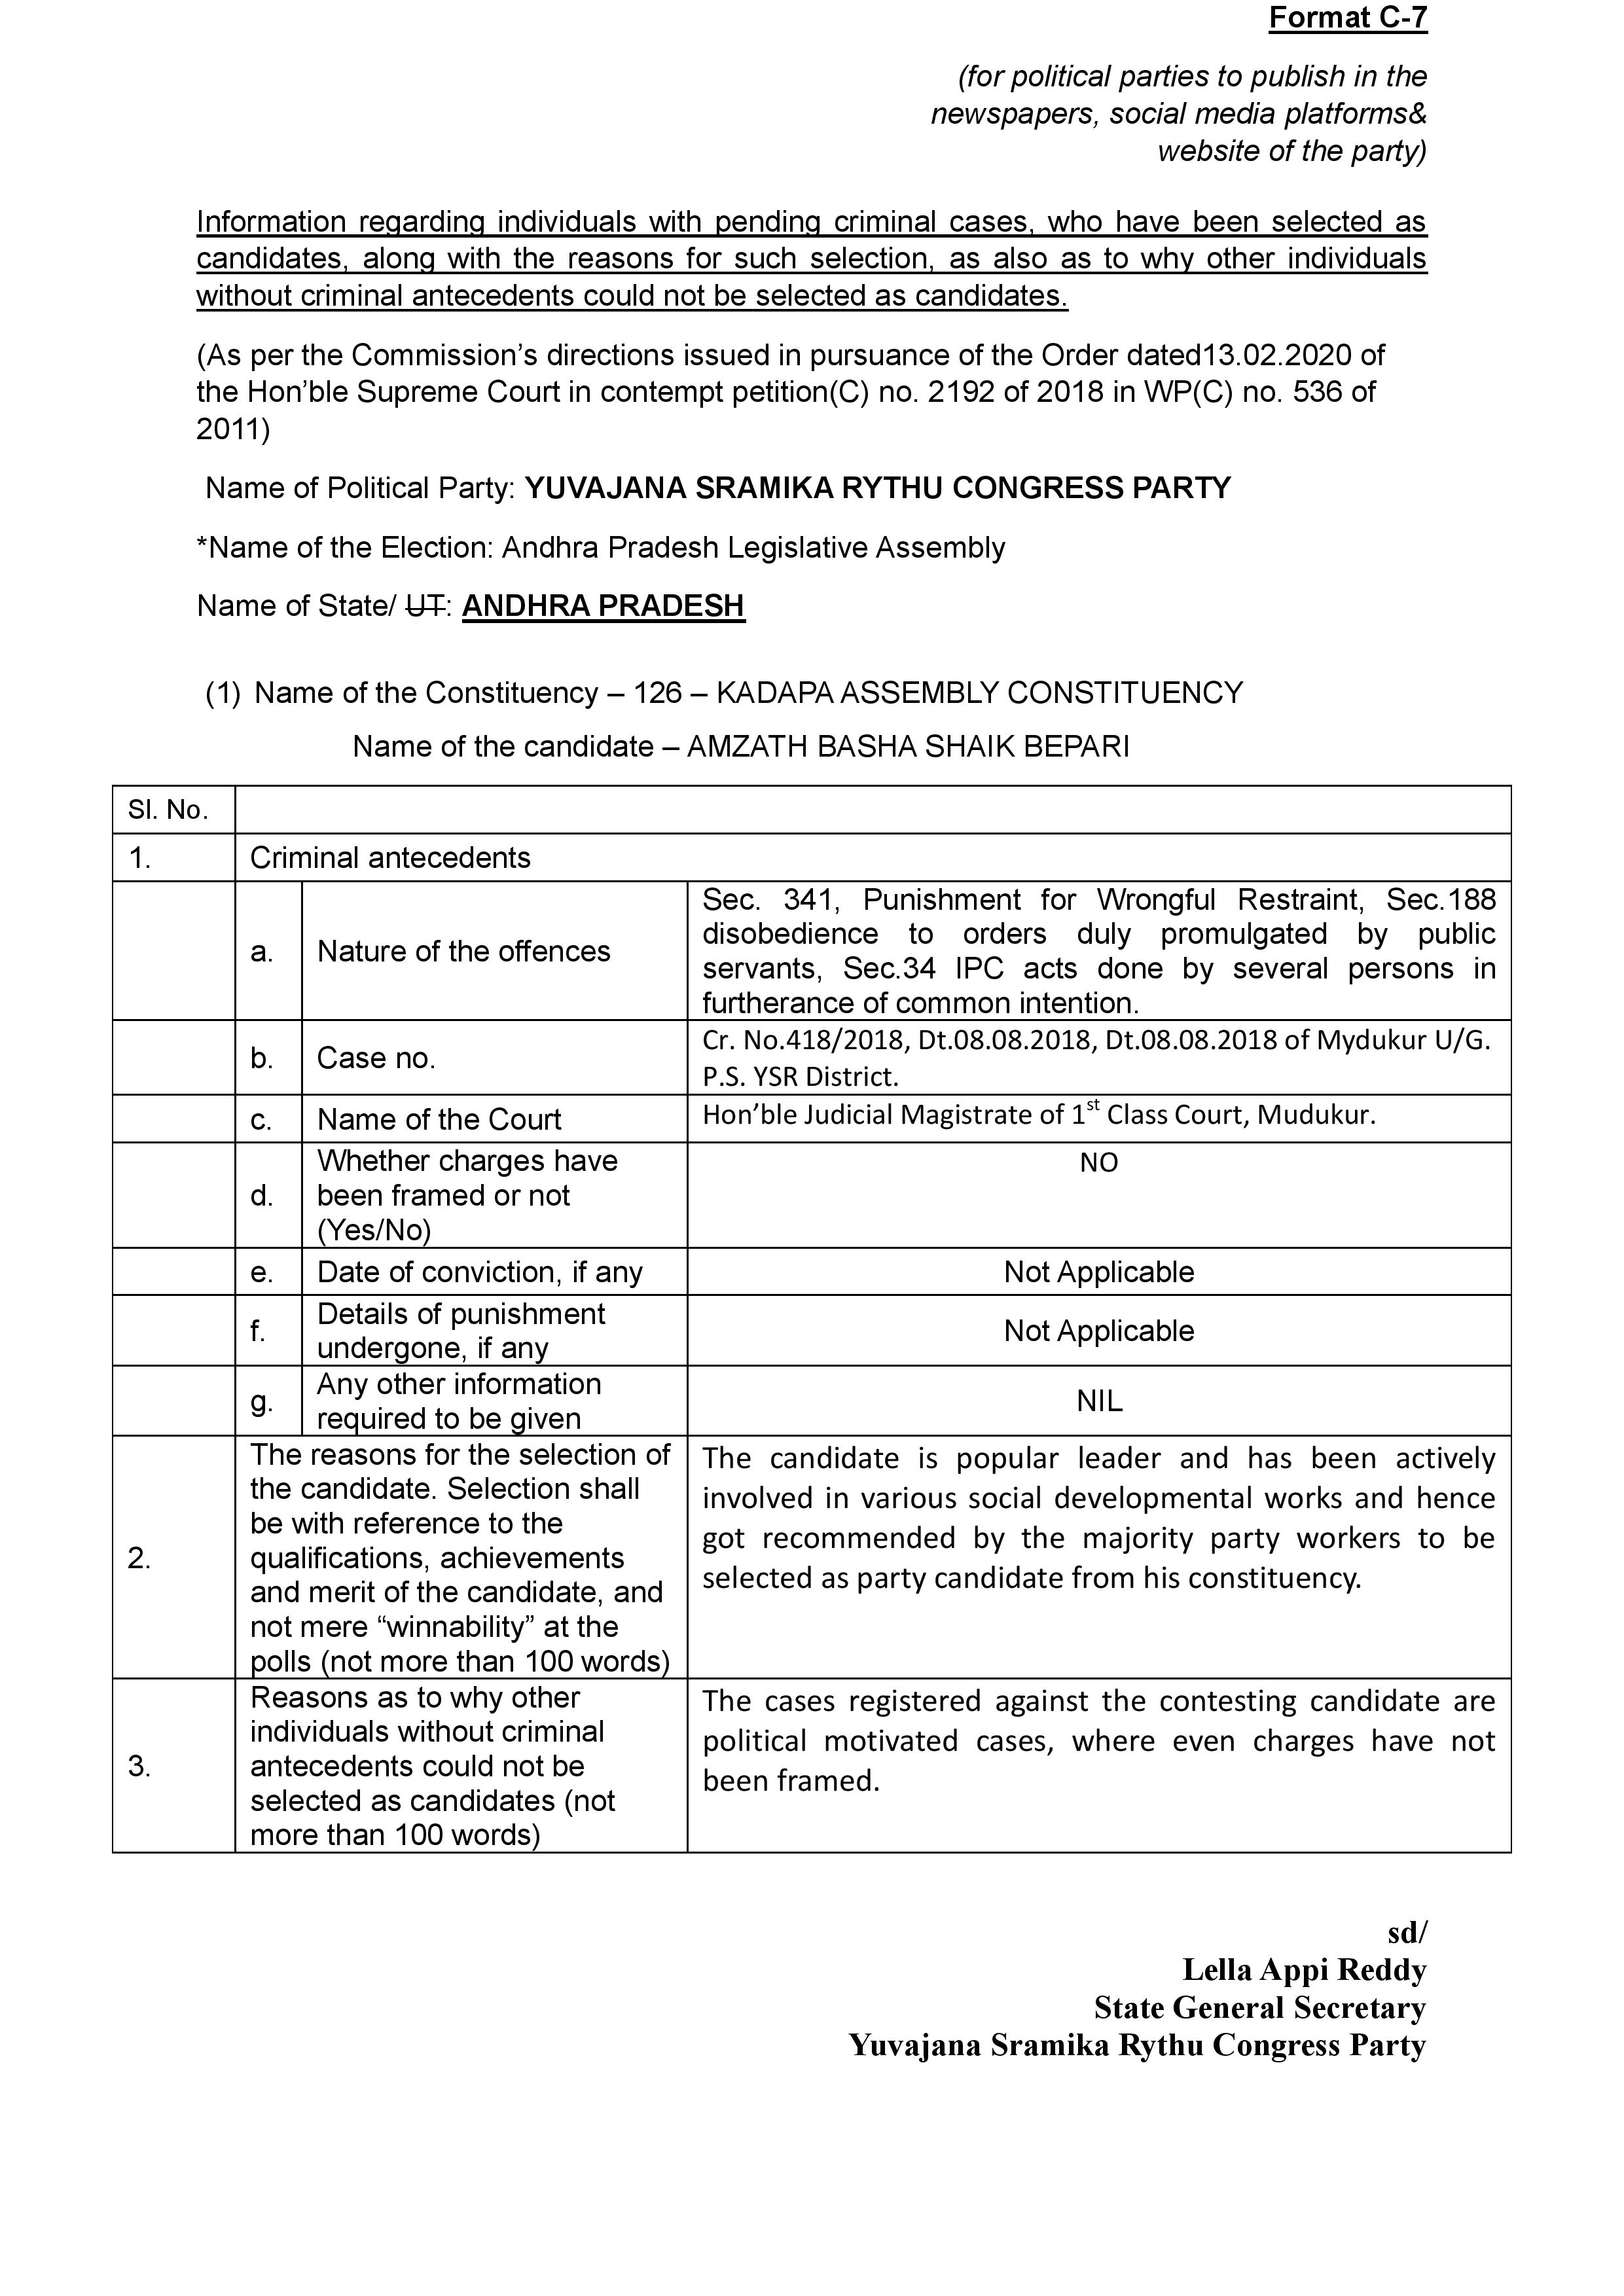 Format C-7
(for political parties to publish in the
newspapers, social media platforms&
website of the party)
Information regarding individuals with pending criminal cases, who have been selected as
candidates, along with the reasons for such selection, as also as to why other individuals
without criminal antecedents could not be selected as candidates.
(As per the Commission’s directions issued in pursuance of the Order dated13.02.2020 of
the Hon’ble Supreme Court in contempt petition(C) no. 2192 of 2018 in WP(C) no. 536 of
2011)
Name of Political Party: YUVAJANA SRAMIKA RYTHU CONGRESS PARTY
*Name of the Election: Andhra Pradesh Legislative Assembly
Name of State/ UT: ANDHRA PRADESH
(1) Name of the Constituency – 126 – KADAPA ASSEMBLY CONSTITUENCY
Name of the candidate – AMZATH BASHA SHAIK BEPARI
Sl. No.
1. Criminal antecedents
a. Nature of the offences
Sec. 341, Punishment for Wrongful Restraint, Sec.188
disobedience to orders duly promulgated by public
servants, Sec.34 IPC acts done by several persons in
furtherance of common intention.
b. Case no.
Cr. No.418/2018, Dt.08.08.2018, Dt.08.08.2018 of Mydukur U/G.
P.S. YSR District.
c. Name of the Court
Hon’ble Judicial Magistrate of 1st Class Court, Mudukur.
d.
Whether charges have
been framed or not
(Yes/No)
NO
e. Date of conviction, if any
Not Applicable
f.
Details of punishment
undergone, if any
Not Applicable
g.
Any other information
required to be given
NIL
2.
The reasons for the selection of
the candidate. Selection shall
be with reference to the
qualifications, achievements
and merit of the candidate, and
not mere “winnability” at the
polls (not more than 100 words)
The candidate is popular leader and has been actively
involved in various social developmental works and hence
got recommended by the majority party workers to be
selected as party candidate from his constituency.
3.
Reasons as to why other
individuals without criminal
antecedents could not be
selected as candidates (not
more than 100 words)
The cases registered against the contesting candidate are
political motivated cases, where even charges have not
been framed.
sd/
Lella Appi Reddy
State General Secretary
Yuvajana Sramika Rythu Congress Party